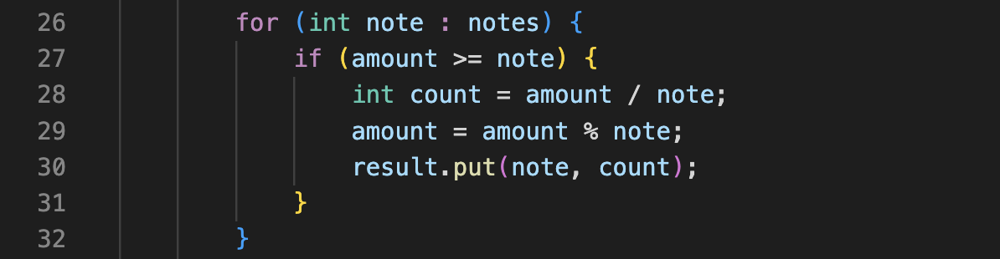 26 for (int note : notes) {
27 if (amount >= note) {
28 int count = amount / note;
29 amount = amount % note;
30 result.put(note, count);
31 }
32 }